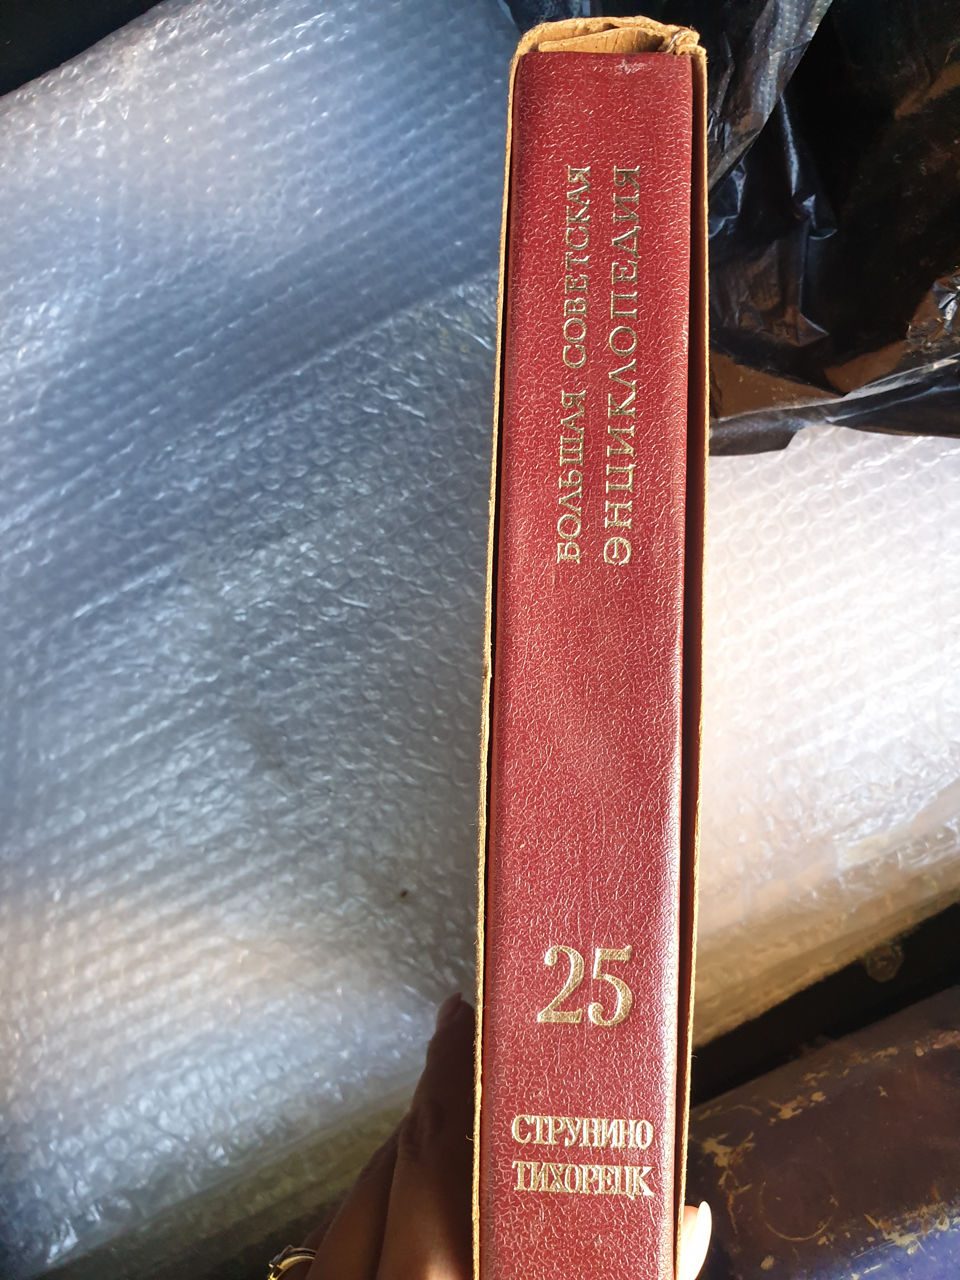 БОЛЬШАЯ СОВЕТСКАЯ
ЭНЦИКЛОПЕДИЯ
25
СТРУНИНО
ТИХОРЕЦК